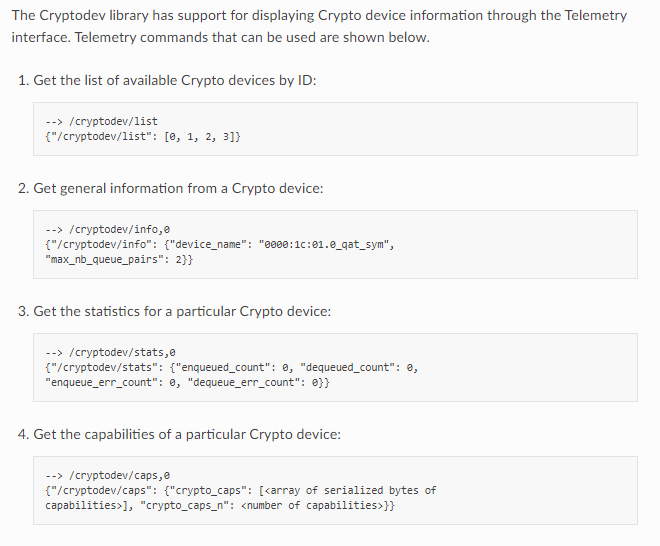 The Cryptodev library has support for displaying Crypto device information through the Telemetry
interface. Telemetry commands that can be used are shown below.
1. Get the list of available Crypto devices by ID:
--> /cryptodev/list
{"/cryptodev/list": [0, 1, 2, 3]}
2. Get general information from a Crypto device:
--> /cryptodev/info,0
{"/cryptodev/info": {"device_name": "0000:1c:01.0_qat_sym",
"max_nb_queue_pairs": 2}}
3. Get the statistics for a particular Crypto device:
--> /cryptodev/stats,0
{"/cryptodev/stats": {"enqueued_count": 0, "dequeued_count": 0,
"enqueue_err_count": 0, "dequeue_err_count": 0}}
4. Get the capabilities of a particular Crypto device:
--> /cryptodev/caps,0
{"/cryptodev/caps": {"crypto_caps": [<array of serialized bytes of
capabilities>], "crypto_caps_n": <number of capabilities>}}